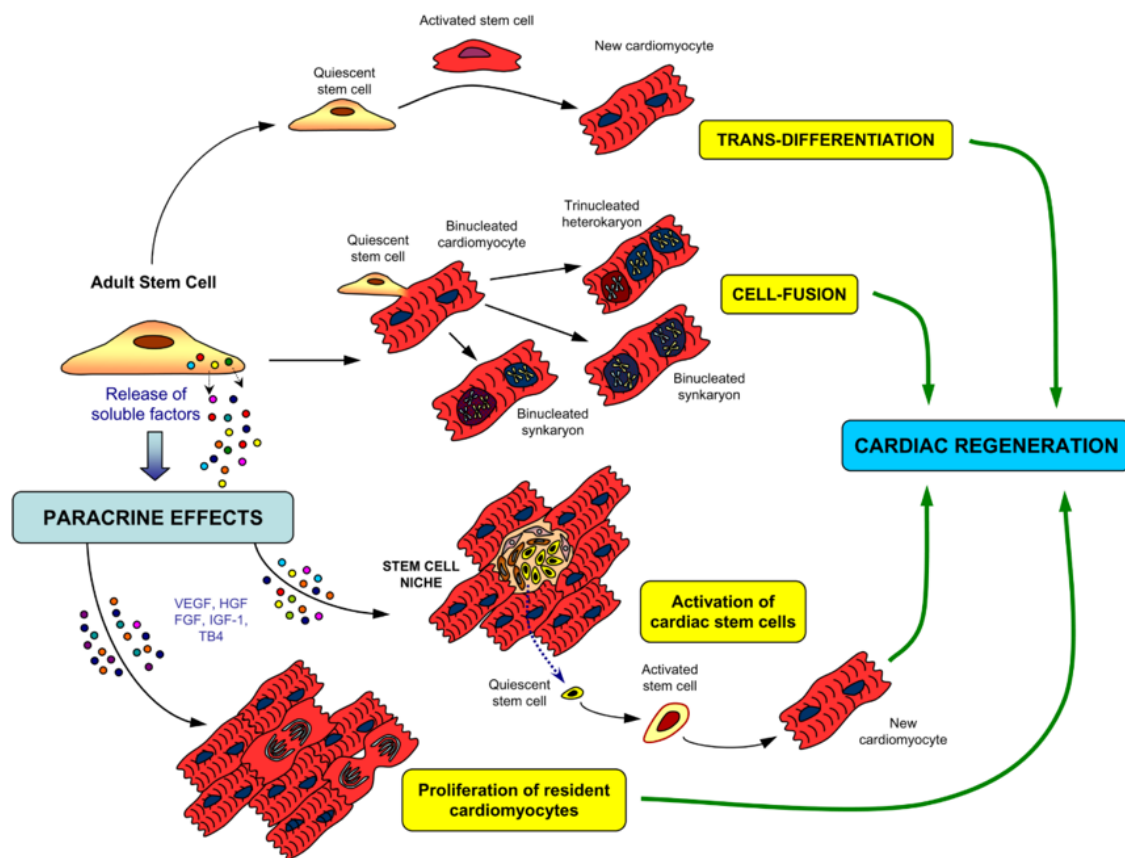 Activated stem cell
New cardiomyocyte
Quiescent
stem cell
TRANS-DIFFERENTIATION
Adult Stem Cell
Quiescent
stem cell
Binucleated
cardiomyocyte
Trinucleated
heterokaryon
CELL-FUSION
Binucleated
synkaryon
Binucleated
synkaryon
Release of
soluble factors
CARDIAC REGENERATION
PARACRINE EFFECTS
STEM CELL
NICHE
VEGF, HGF
FGF, IGF-1,
TB4
Activation of
cardiac stem cells
Quiescent
stem cell
Activated
stem cell
New
cardiomyocyte
Proliferation of resident
cardiomyocytes